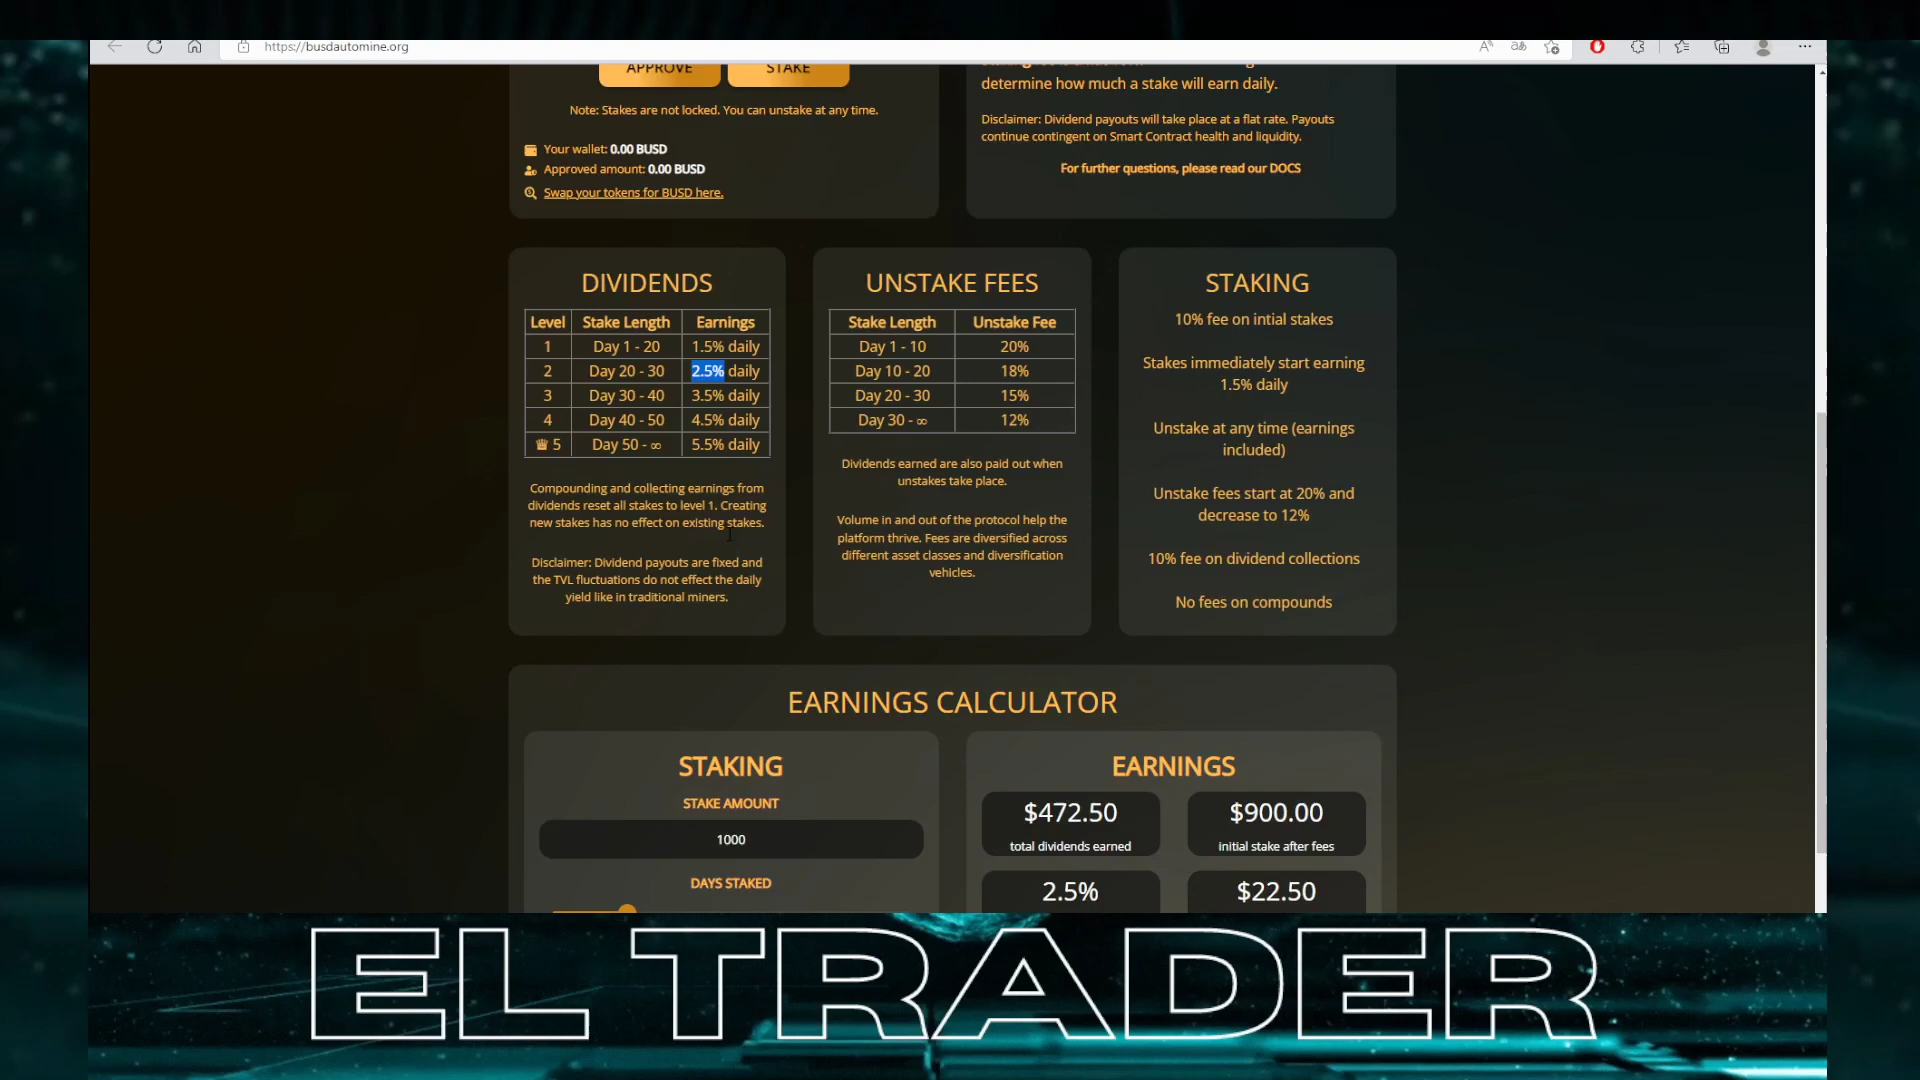 https://busdautomine.org
APPROVE
STAKE
Note: Stakes are not locked. You can unstake at any time.
Your wallet: 0.00 BUSD
Approved amount: 0.00 BUSD
Swap your tokens for BUSD here.
determine how much a stake will earn daily.
Disclaimer: Dividend payouts will take place at a flat rate. Payouts
continue contingent on Smart Contract health and liquidity.
For further questions, please read our DOCS
DIVIDENDS
Level Stake Length Earnings
1 Day 1 - 20 1.5% daily
2 Day 20 - 30 2.5% daily
3 Day 30 - 40 3.5% daily
4 Day 40 - 50 4.5% daily
5 Day 50 - ∞ 5.5% daily
Compounding and collecting earnings from
dividends reset all stakes to level 1. Creating
new stakes has no effect on existing stakes.
Disclaimer: Dividend payouts are fixed and
the TVL fluctuations do not effect the daily
yield like in traditional miners.
UNSTAKE FEES
Stake Length Unstake Fee
Day 1 - 10 20%
Day 10 - 20 18%
Day 20 - 30 15%
Day 30 - ∞ 12%
Dividends earned are also paid out when
unstakes take place.
Volume in and out of the protocol help the
platform thrive. Fees are diversified across
different asset classes and diversification
vehicles.
STAKING
10% fee on intial stakes
Stakes immediately start earning
1.5% daily
Unstake at any time (earnings
included)
Unstake fees start at 20% and
decrease to 12%
10% fee on dividend collections
No fees on compounds
EARNINGS CALCULATOR
STAKING
STAKE AMOUNT
1000
DAYS STAKED
EARNINGS
$472.50
total dividends earned
$900.00
initial stake after fees
2.5%
$22.50
EL TRADER